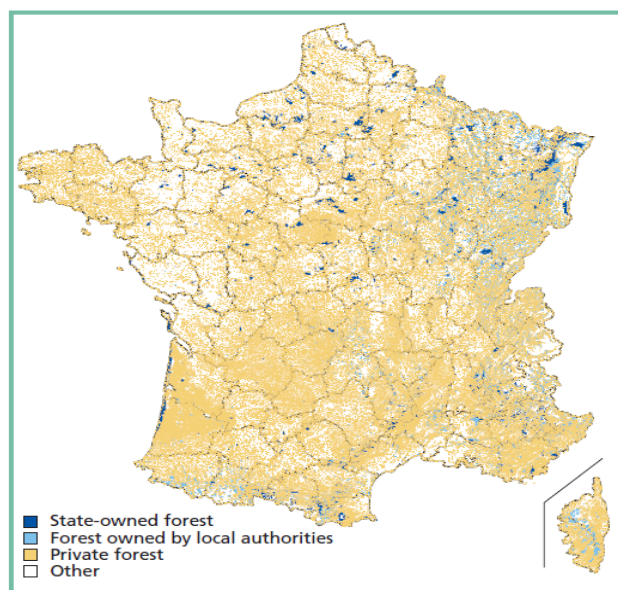 State-owned forest
Forest owned by local authorities
Private forest
Other